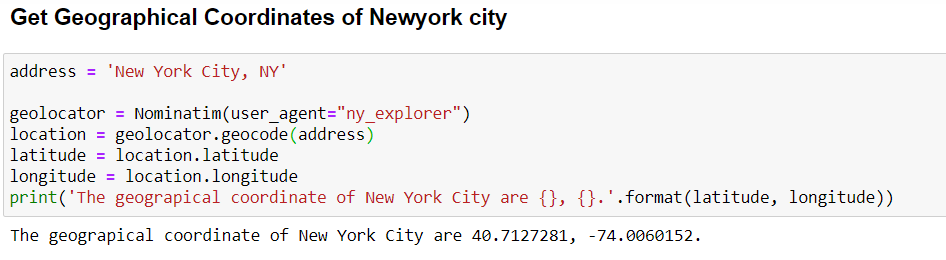 Get Geographical Coordinates of Newyork city
address = 'New York City, NY'
geolocator = Nominatim(user_agent="ny_explorer")
location = geolocator.geocode(address)
latitude = location.latitude
longitude = location.longitude
print('The geograpical coordinate of New York City are {}, {}.'.format(latitude, longitude))
The geograpical coordinate of New York City are 40.7127281, -74.0060152.